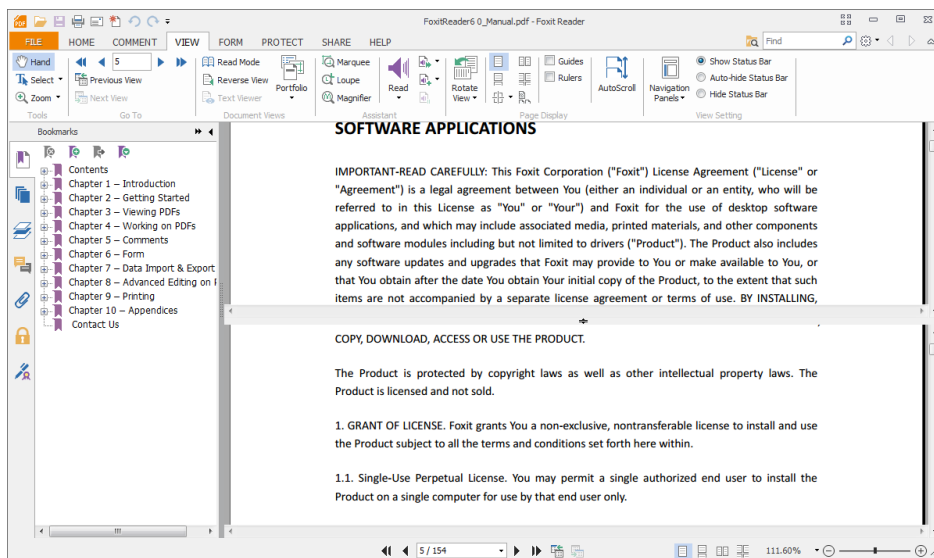 FoxitReader6 0_Manual.pdf - Foxit Reader
FILE HOME COMMENT VIEW FORM PROTECT SHARE HELP
Find
Hand
Select
Zoom
Tools
5
Previous View
Next View
Go To
Read Mode
Reverse View
Text Viewer
Portfolio
Document Views
Marquee
Loupe
Magnifier
Read
Assistant
Rotate
View
Guides
Rulers
Page Display
AutoScroll
Navigation
Panels
Show Status Bar
Auto-hide Status Bar
Hide Status Bar
View Setting
Bookmarks
Contents
Chapter 1 – Introduction
Chapter 2 – Getting Started
Chapter 3 – Viewing PDFs
Chapter 4 – Working on PDFs
Chapter 5 – Comments
Chapter 6 – Form
Chapter 7 – Data Import & Export
Chapter 8 – Advanced Editing on
Chapter 9 – Printing
Chapter 10 – Appendices
Contact Us
SOFTWARE APPLICATIONS
IMPORTANT-READ CAREFULLY: This Foxit Corporation ("Foxit") License Agreement ("License" or
"Agreement") is a legal agreement between You (either an individual or an entity, who will be
referred to in this License as "You" or "Your") and Foxit for the use of desktop software
applications, and which may include associated media, printed materials, and other components
and software modules including but not limited to drivers ("Product"). The Product also includes
any software updates and upgrades that Foxit may provide to You or make available to You, or
that You obtain after the date You obtain Your initial copy of the Product, to the extent that such
items are not accompanied by a separate license agreement or terms of use. BY INSTALLING,
COPY, DOWNLOAD, ACCESS OR USE THE PRODUCT.
The Product is protected by copyright laws as well as other intellectual property laws. The
Product is licensed and not sold.
1. GRANT OF LICENSE. Foxit grants You a non-exclusive, nontransferable license to install and use
the Product subject to all the terms and conditions set forth here within.
1.1. Single-Use Perpetual License. You may permit a single authorized end user to install the
Product on a single computer for use by that end user only.
5 / 154
111.60%